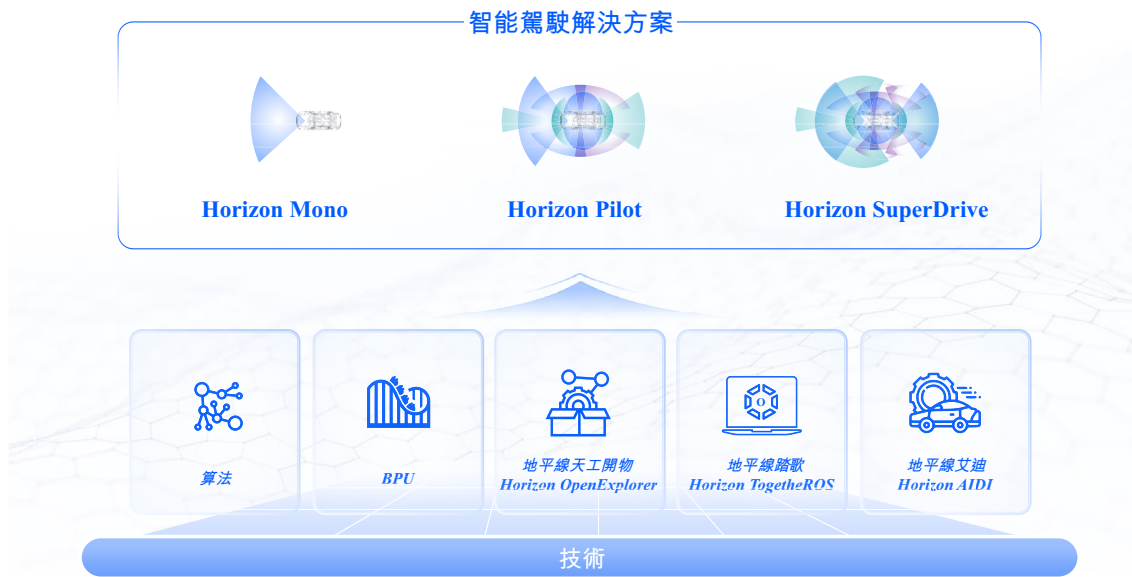 智能駕駛解決方案
Horizon Mono
Horizon Pilot
Horizon SuperDrive
算法
BPU
地平線天工開物
Horizon OpenExplorer
地平線踏歌
Horizon TogetheROS
地平線艾迪
Horizon AIDI
技術